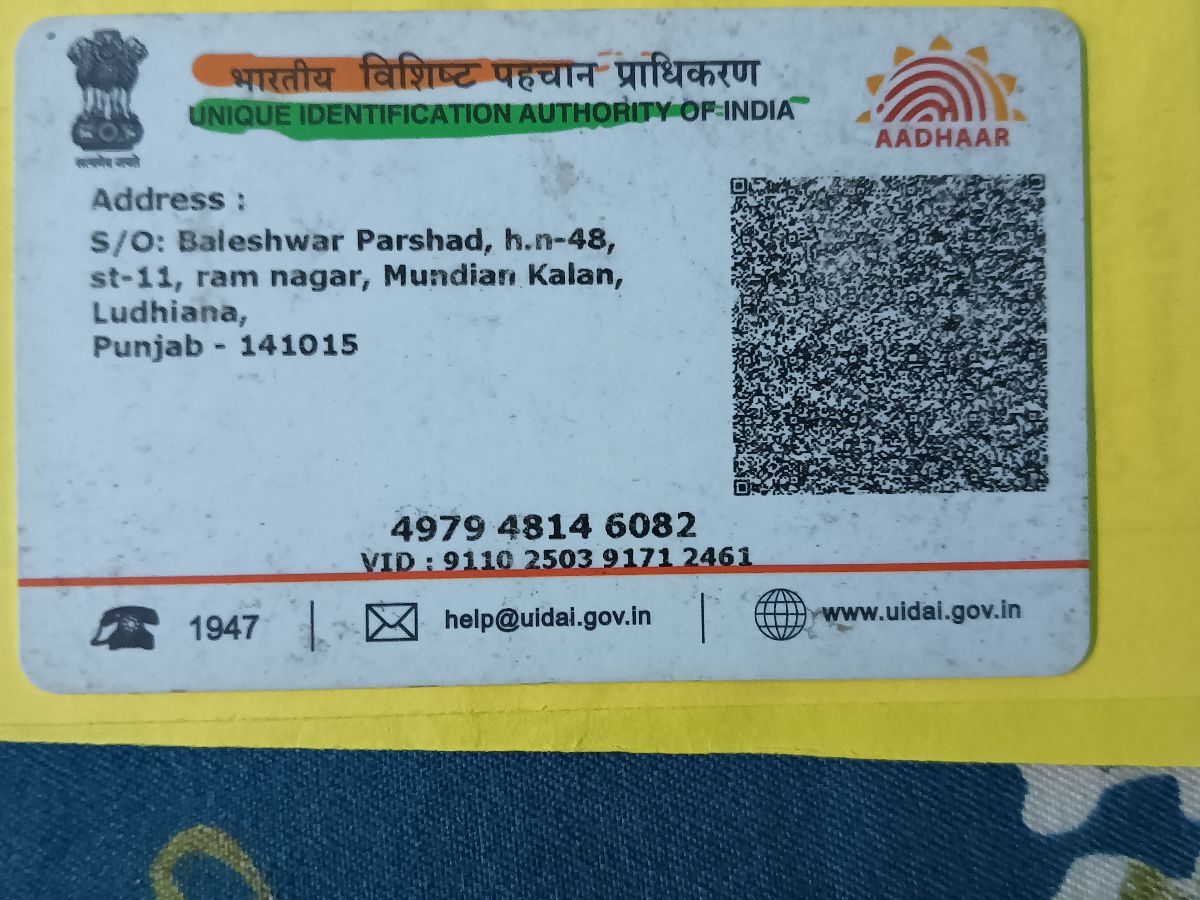 भारतीय विशिष्ट पहचान प्राधिकरण
UNIQUE IDENTIFICATION AUTHORITY OF INDIA
सत्यमेव जयते
AADHAAR
Address :
S/O: Baleshwar Parshad, h.n-48,
st-11, ram nagar, Mundian Kalan,
Ludhiana,
Punjab - 141015
4979 4814 6082
VID : 9110 2503 9171 2461
1947
help@uidai.gov.in
www.uidai.gov.in